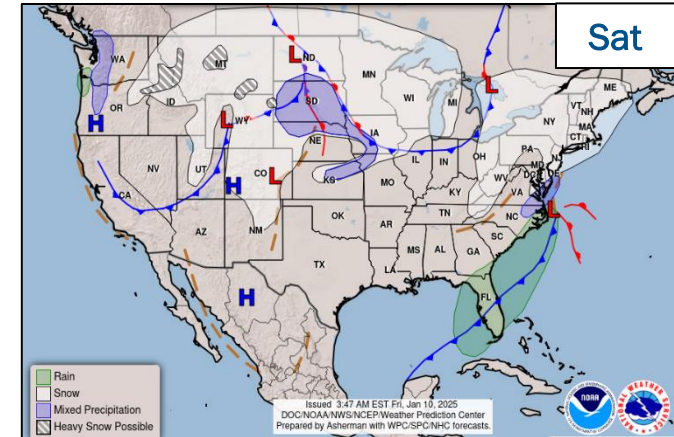 Sat
WA
MT
ND
MN
OR
ID
SD
WI
MI
ME
VT
NH
NY
MA
CT
RI
WY
IA
NE
PA
NJ
NV
UT
CO
KS
IL
IN
OH
MD
DE
DC
WV
VA
CA
MO
KY
AZ
NM
OK
AR
TN
NC
SC
TX
LA
MS
AL
GA
FL
L
L
L
L
L
H
H
H
Rain
Snow
Mixed Precipitation
Heavy Snow Possible
Issued 3:47 AM EST Fri, Jan 10, 2025
DOC/NOAA/NWS/NCEP/Weather Prediction Center
Prepared by Asherman with WPC/SPC/NHC forecasts.
NOAA
NATIONAL WEATHER SERVICE